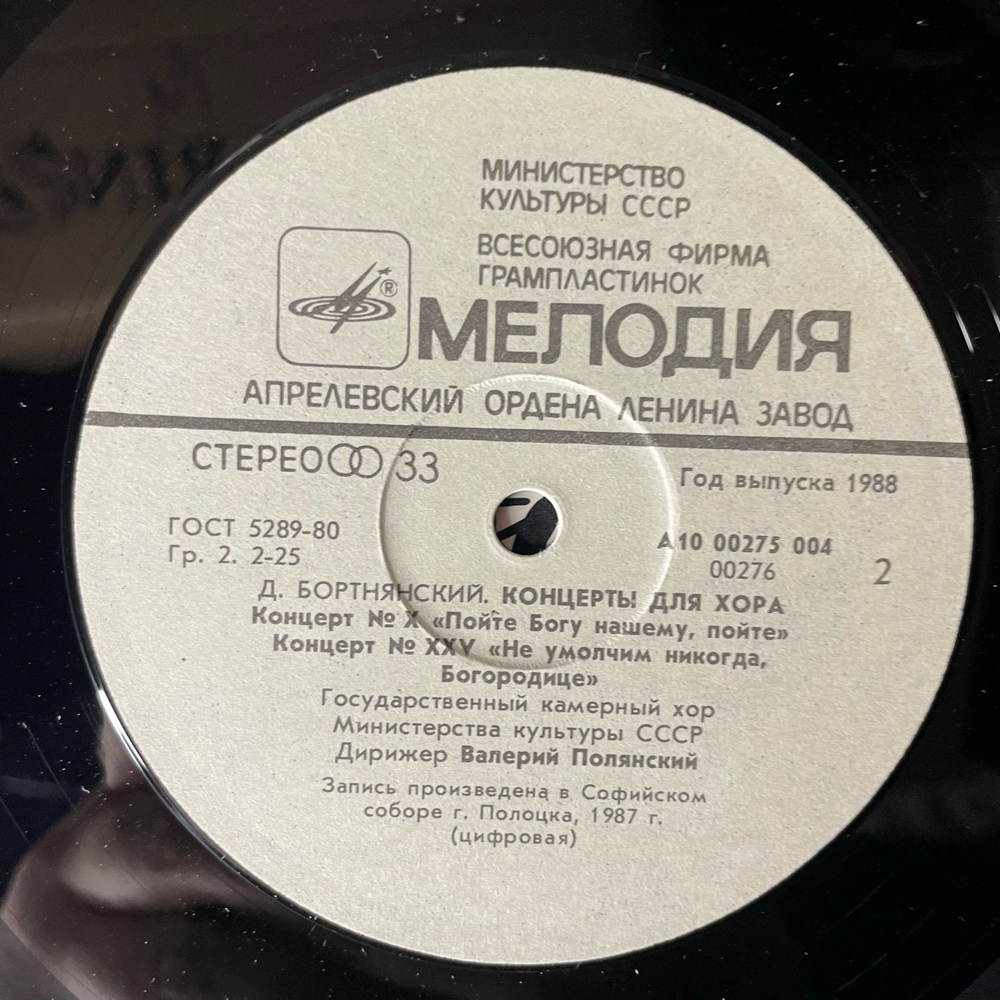 МИНИСТЕРСТВО
КУЛЬТУРЫ СССР
ВСЕСОЮЗНАЯ ФИРМА
ГРАМПЛАСТИНОК
®
МЕЛОДИЯ
АПРЕЛЕВСКИЙ ОРДЕНА ЛЕНИНА ЗАВОД
СТЕРЕО 33
Год выпуска 1988
ГОСТ 5289-80
Гр. 2. 2-25
А10 00275 004
00276
2
Д. БОРТНЯНСКИЙ. КОНЦЕРТЫ ДЛЯ ХОРА
Концерт № X «Пойте Богу нашему, пойте»
Концерт № XXV «Не умолчим никогда,
Богородице»
Государственный камерный хор
Министерства культуры СССР
Дирижер Валерий Полянский
Запись произведена в Софийском
соборе г. Полоцка, 1987 г.
(цифровая)